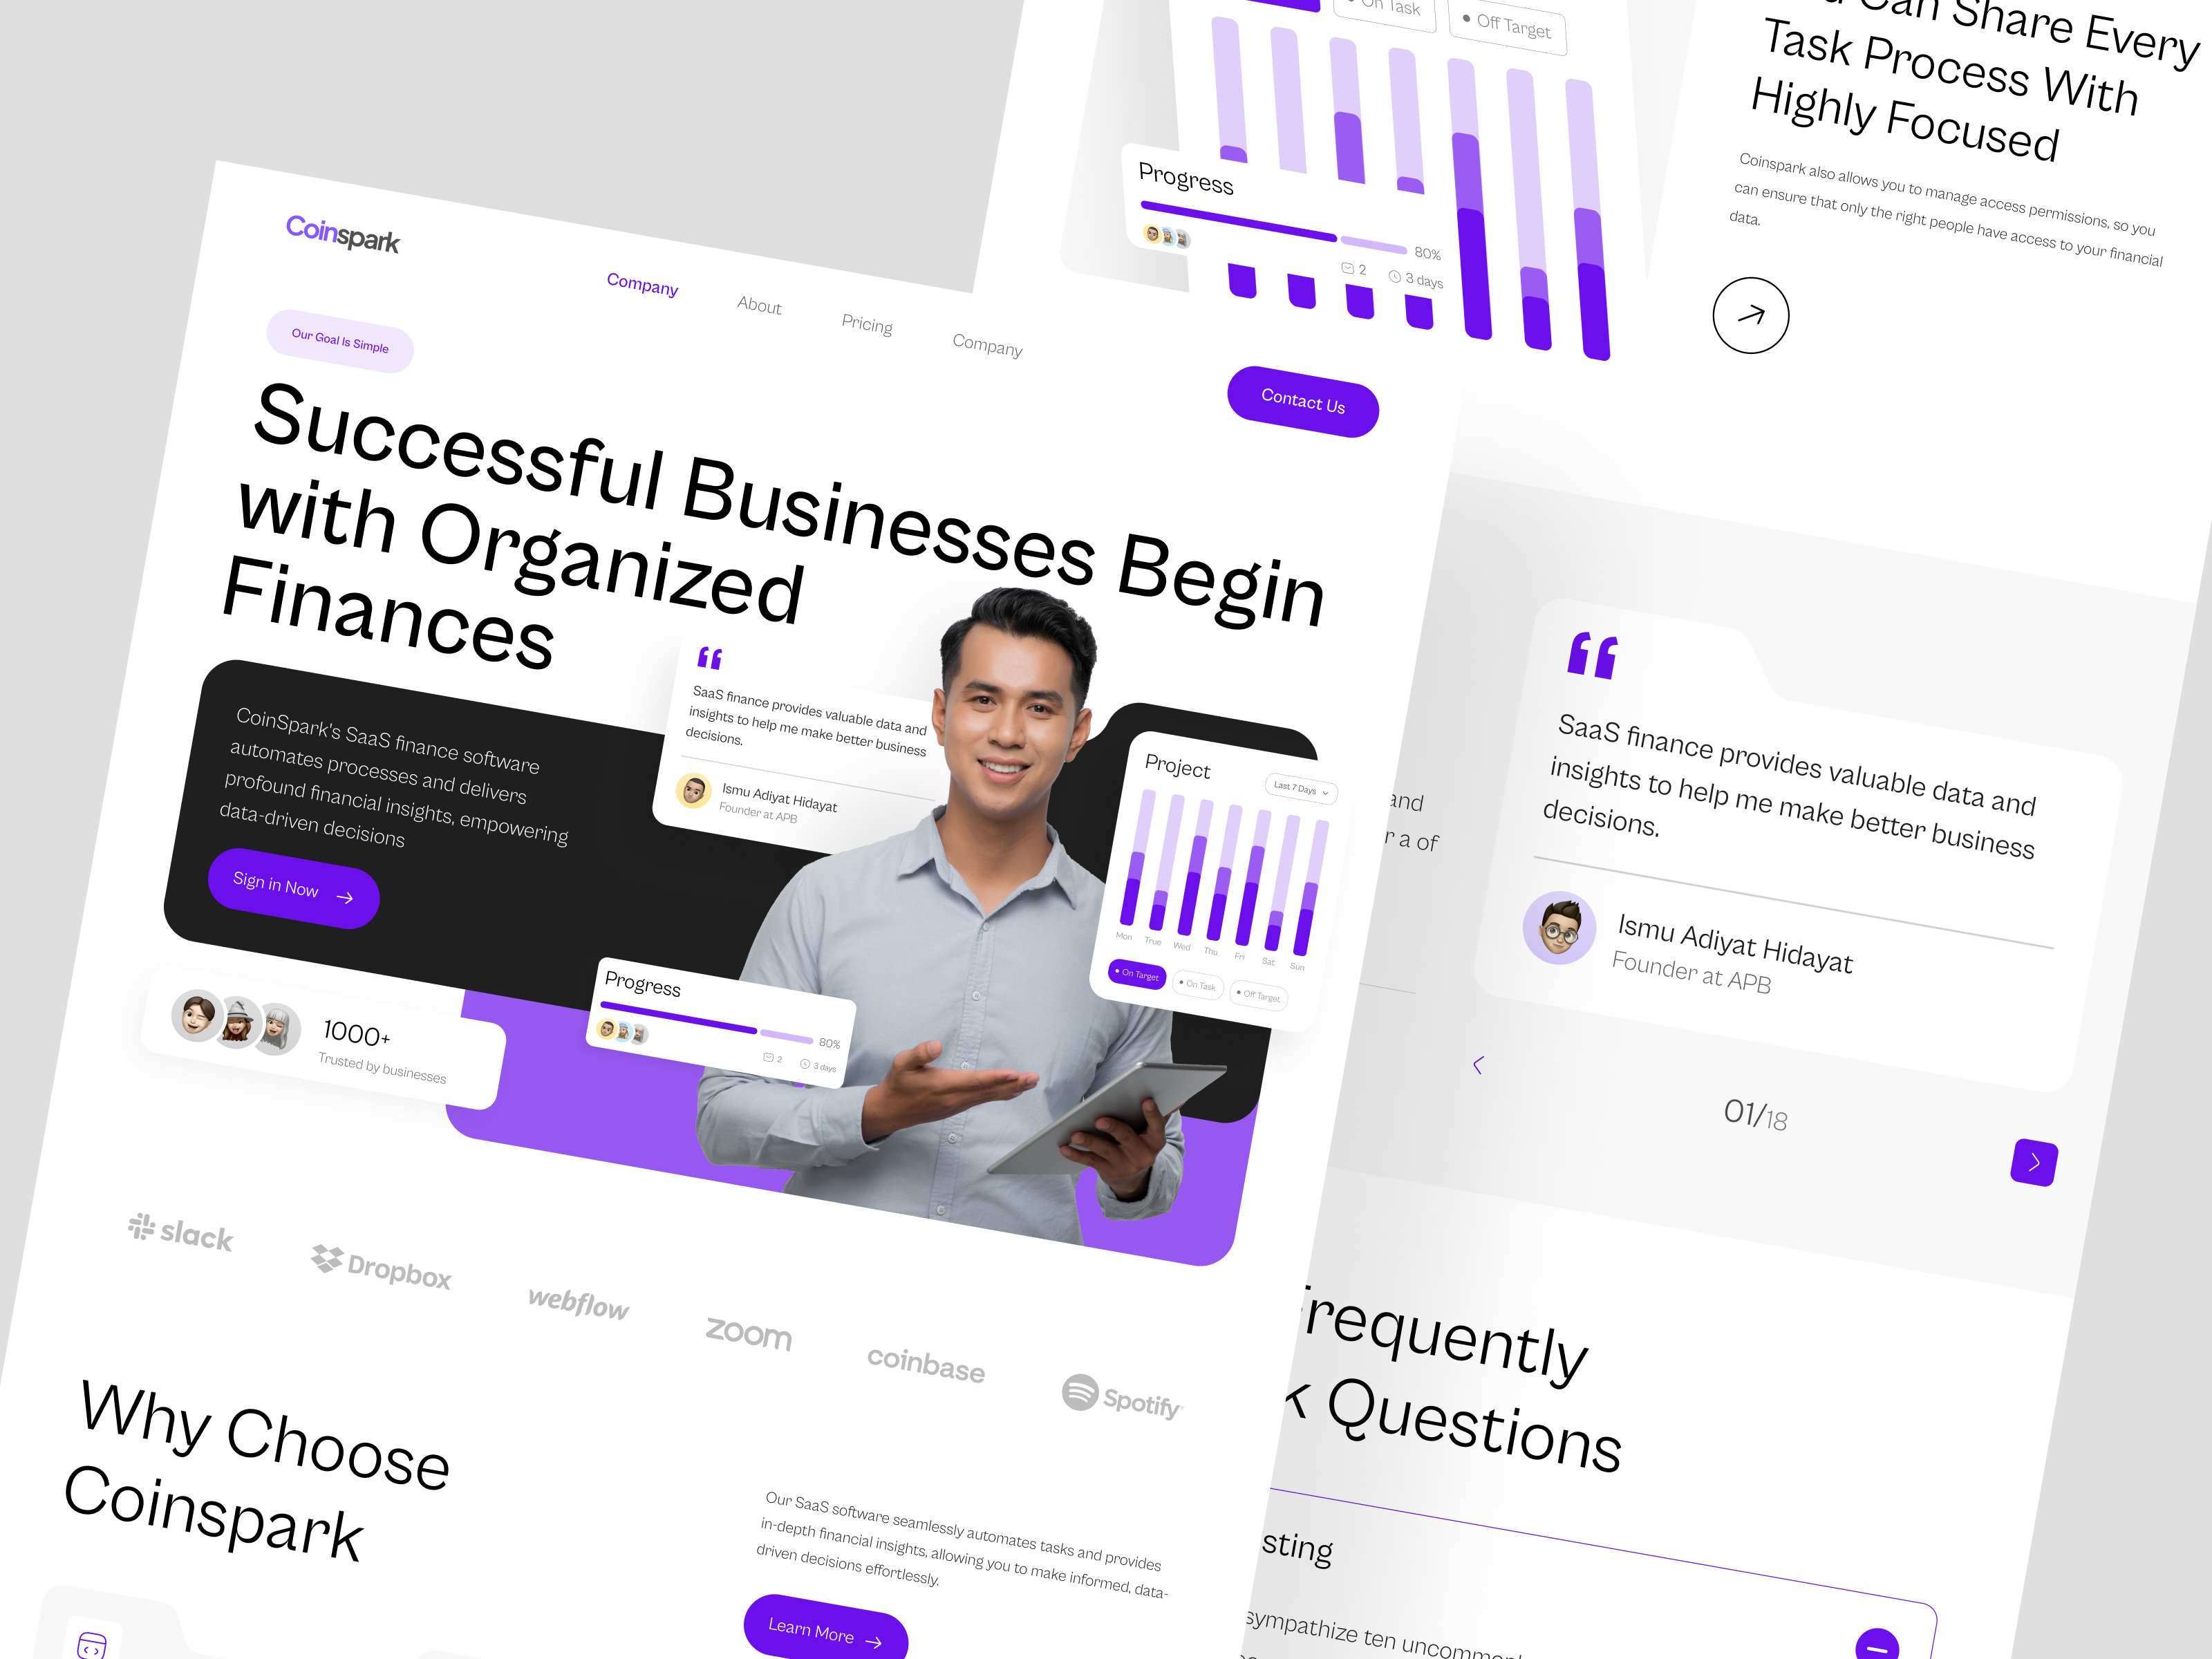 Coinspark
Company
About
Pricing
Company
Contact Us
Our Goal Is Simple
Successful Businesses Begin
with Organized
Finances
CoinSpark's SaaS finance software
automates processes and delivers
profound financial insights, empowering
data-driven decisions
Sign in Now
SaaS finance provides valuable data and
insights to help me make better business
decisions.
Ismu Adiyat Hidayat
Founder at APB
Project
Last 7 Days
Mon
True
Wed
Thu
Fri
Sat
Sun
On Target
On Task
Off Target
Progress
80%
2
3 days
1000+
Trusted by businesses
slack
Dropbox
webflow
zoom
coinbase
Spotify
Why Choose
Coinspark
Our SaaS software seamlessly automates tasks and provides
in-depth financial insights, allowing you to make informed, data-
driven decisions effortlessly.
Learn More
On Task
Off Target
Progress
80%
2
3 days
Can Share Every
Task Process With
Highly Focused
Coinspark also allows you to manage access permissions, so you
can ensure that only the right people have access to your financial
data.
and
r a of
SaaS finance provides valuable data and
insights to help me make better business
decisions.
Ismu Adiyat Hidayat
Founder at APB
01/18
Frequently
k Questions
sting
sympathize ten uncommon